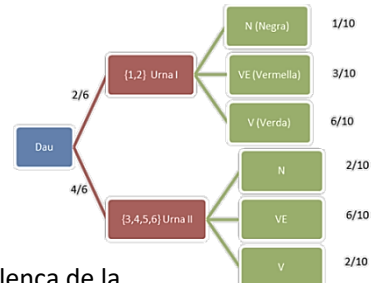 N (Negra) 1/10
{1,2} Urna I VE (Vermella) 3/10
2/6
V (Verda) 6/10
Dau
N 2/10
4/6
{3,4,5,6} Urna II VE 6/10
V 2/10
de la